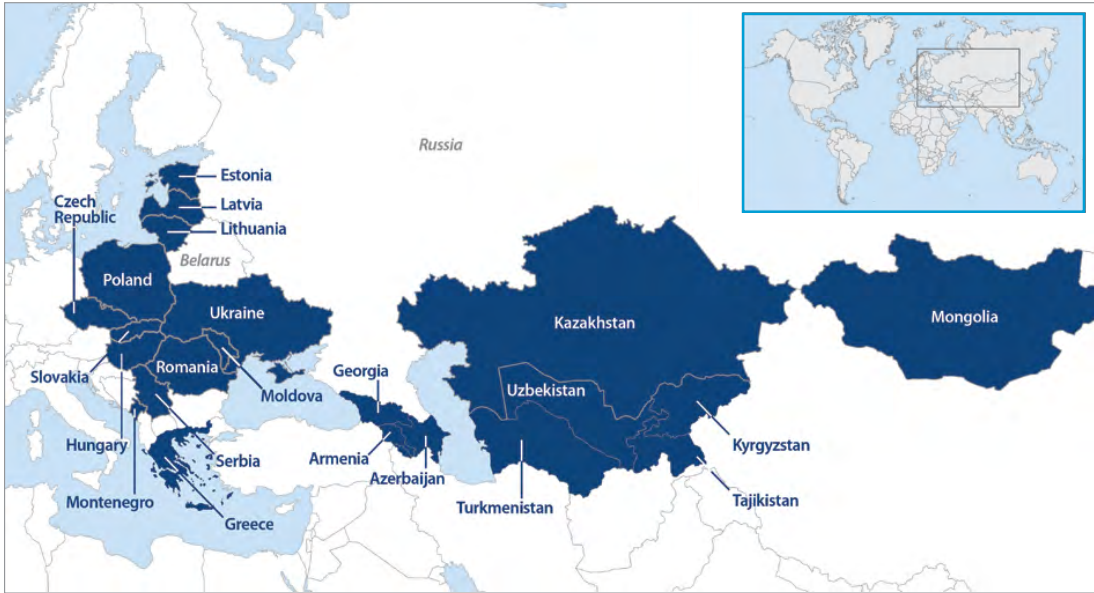 Russia
Estonia
Czech
Republic
Latvia
Lithuania
Belarus
Poland
Ukraine
Kazakhstan
Mongolia
Romania
Slovakia
Georgia
Uzbekistan
Moldova
Hungary
Serbia
Armenia
Kyrgyzstan
Azerbaijan
Montenegro
Turkmenistan
Tajikistan
Greece